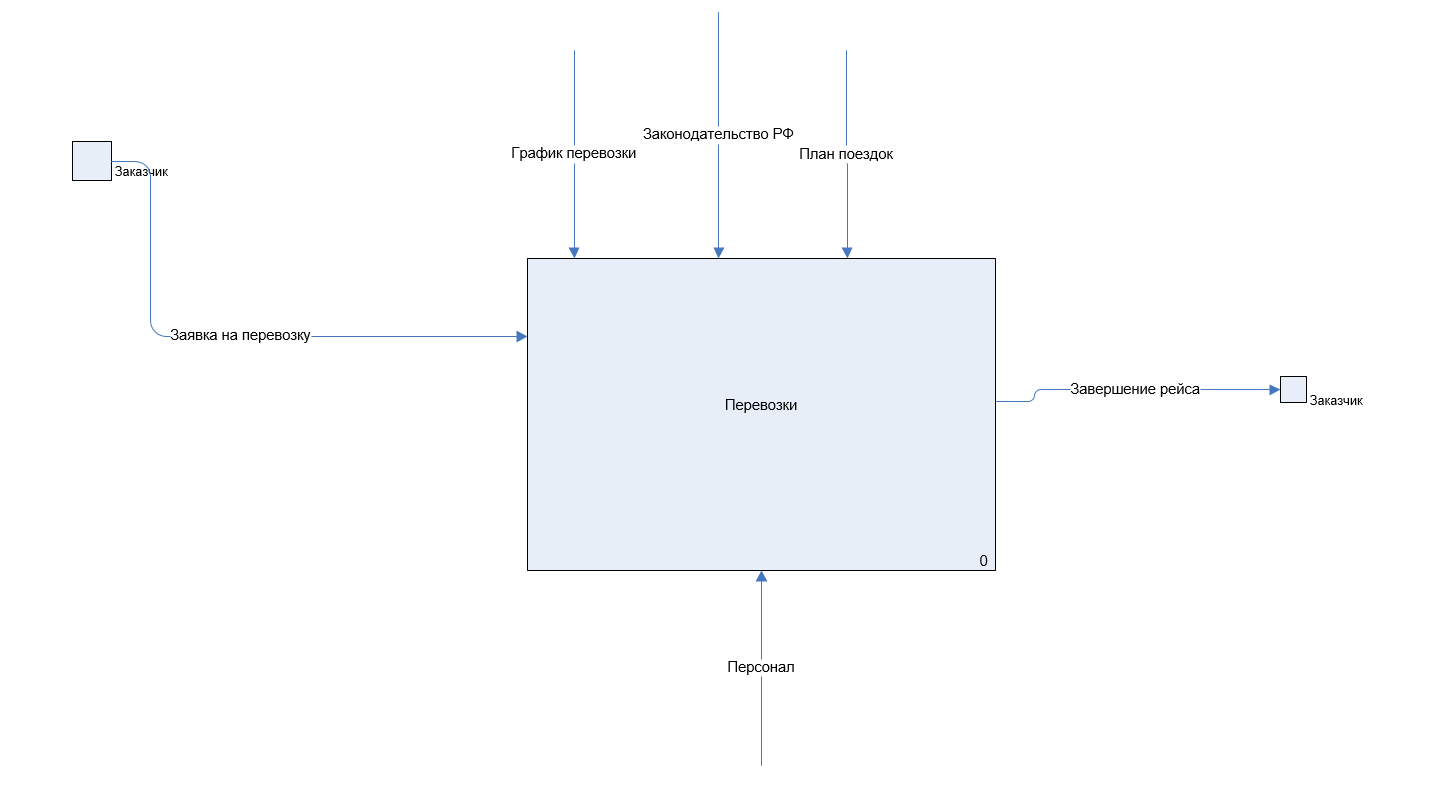 Законодательство РФ
График перевозки
План поездок
Заказчик
Заявка на перевозку
Перевозки
Завершение рейса
Заказчик
0
Персонал